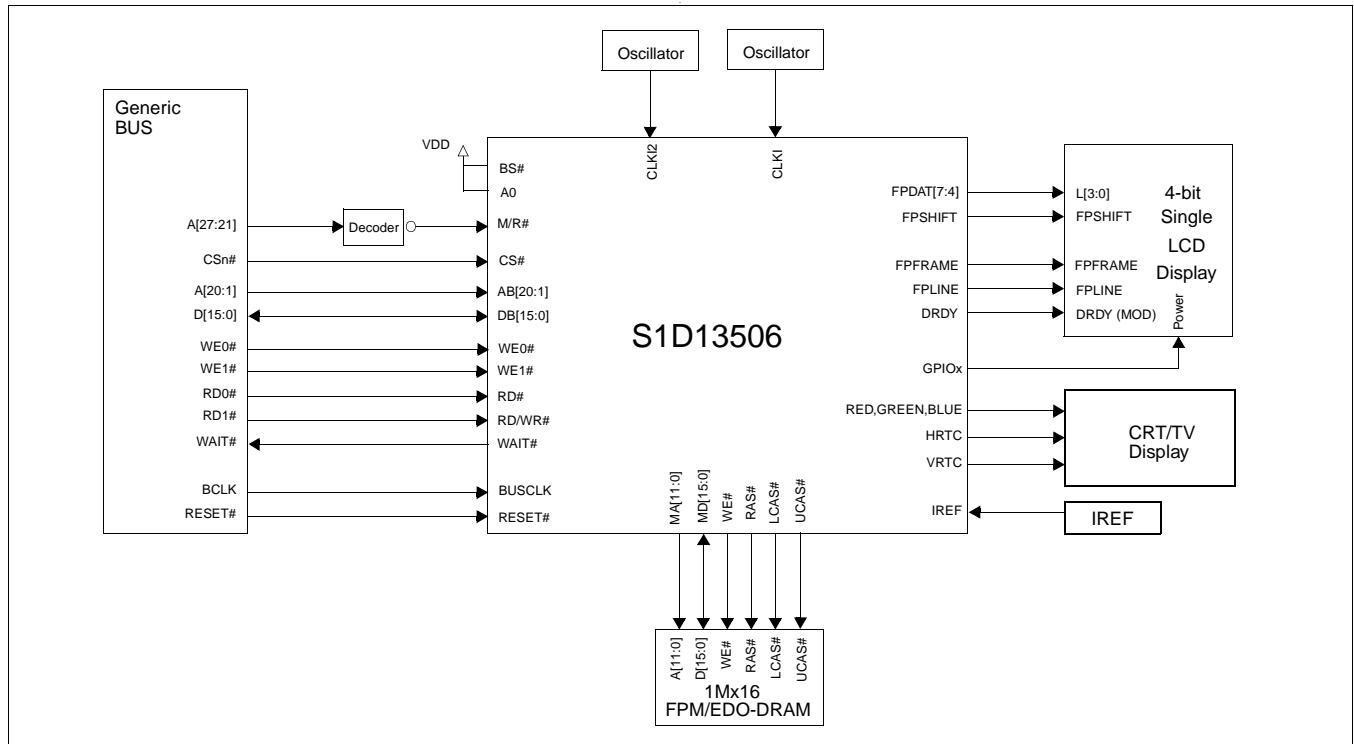 Oscillator
Oscillator
Generic
BUS
A[27:21]
CSn#
A[20:1]
D[15:0]
WE0#
WE1#
RD0#
RD1#
WAIT#
BCLK
RESET#
Decoder
VDD
BS#
A0
M/R#
CS#
AB[20:1]
DB[15:0]
WE0#
WE1#
RD#
RD/WR#
WAIT#
BUSCLK
RESET#
CLKI2
CLKI
S1D13506
FPDAT[7:4]
FPSHIFT
FPFRAME
FPLINE
DRDY
GPIOx
RED,GREEN,BLUE
HRTC
VRTC
IREF
L[3:0]
FPSHIFT
FPFRAME
FPLINE
DRDY (MOD)
4-bit
Single
LCD
Display
Power
CRT/TV
Display
IREF
MA[11:0]
MD[15:0]
WE#
RAS#
LCAS#
UCAS#
A[11:0]
D[15:0]
WE#
RAS#
LCAS#
UCAS#
1Mx16
FPM/EDO-DRAM